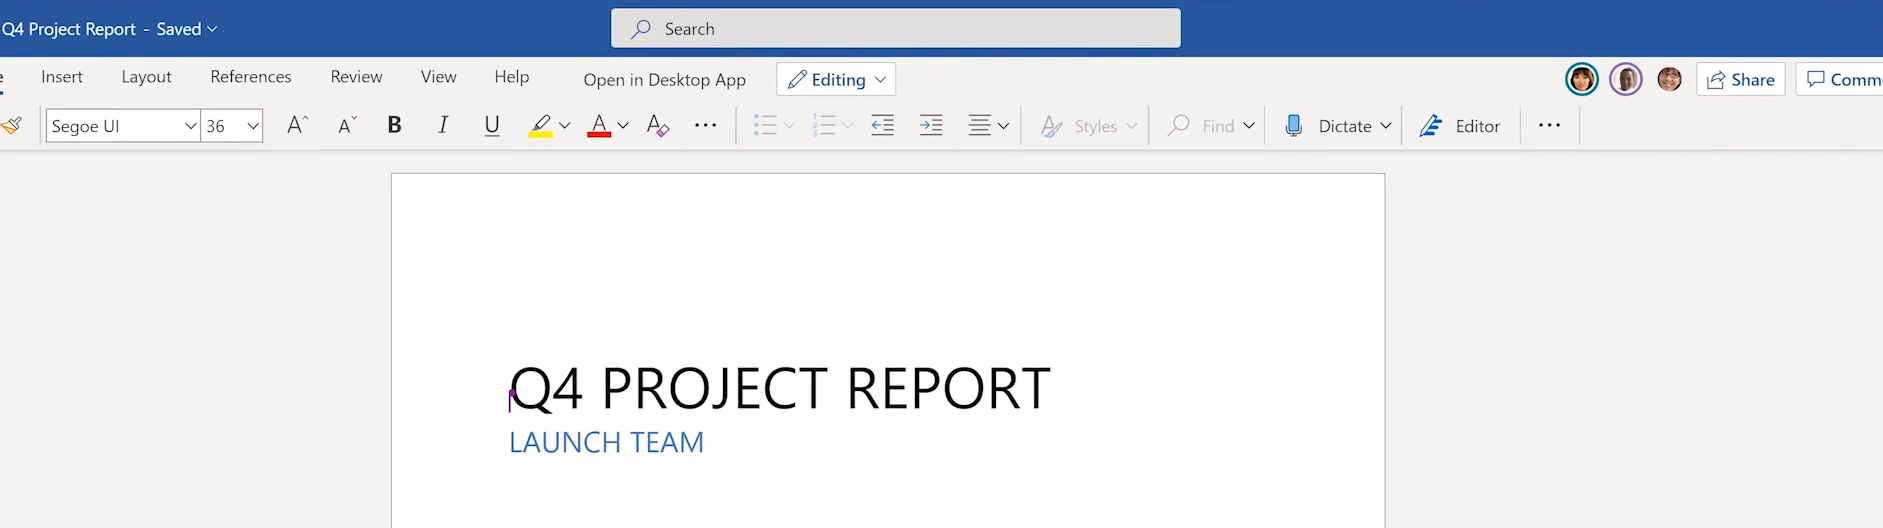 Q4 Project Report - Saved
Search
Insert Layout References Review View Help Open in Desktop App Editing Share
Segoe UI 36 B I U A Styles Find Dictate Editor
Q4 PROJECT REPORT
LAUNCH TEAM